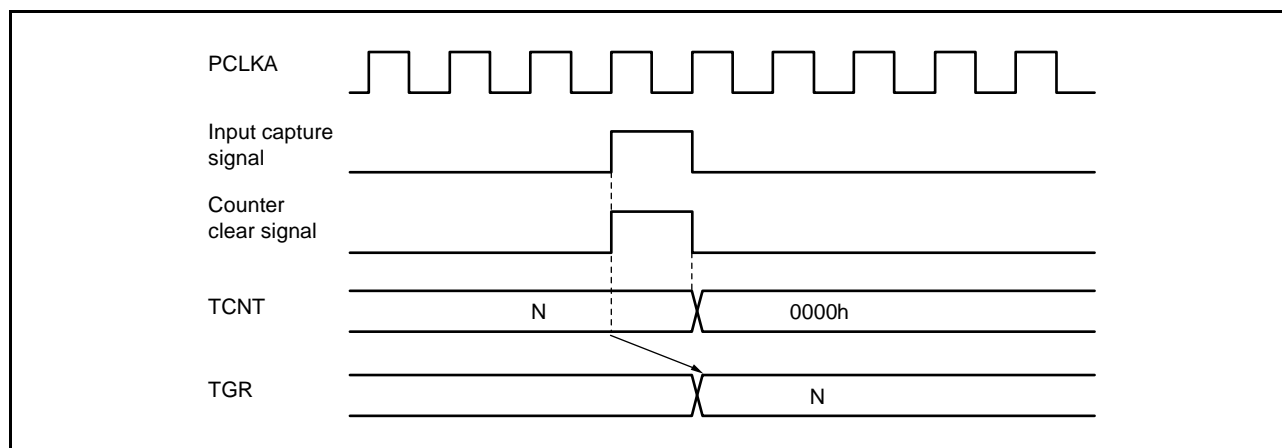 PCLKA
Input capture
signal
Counter
clear signal
TCNT
N
0000h
TGR
N